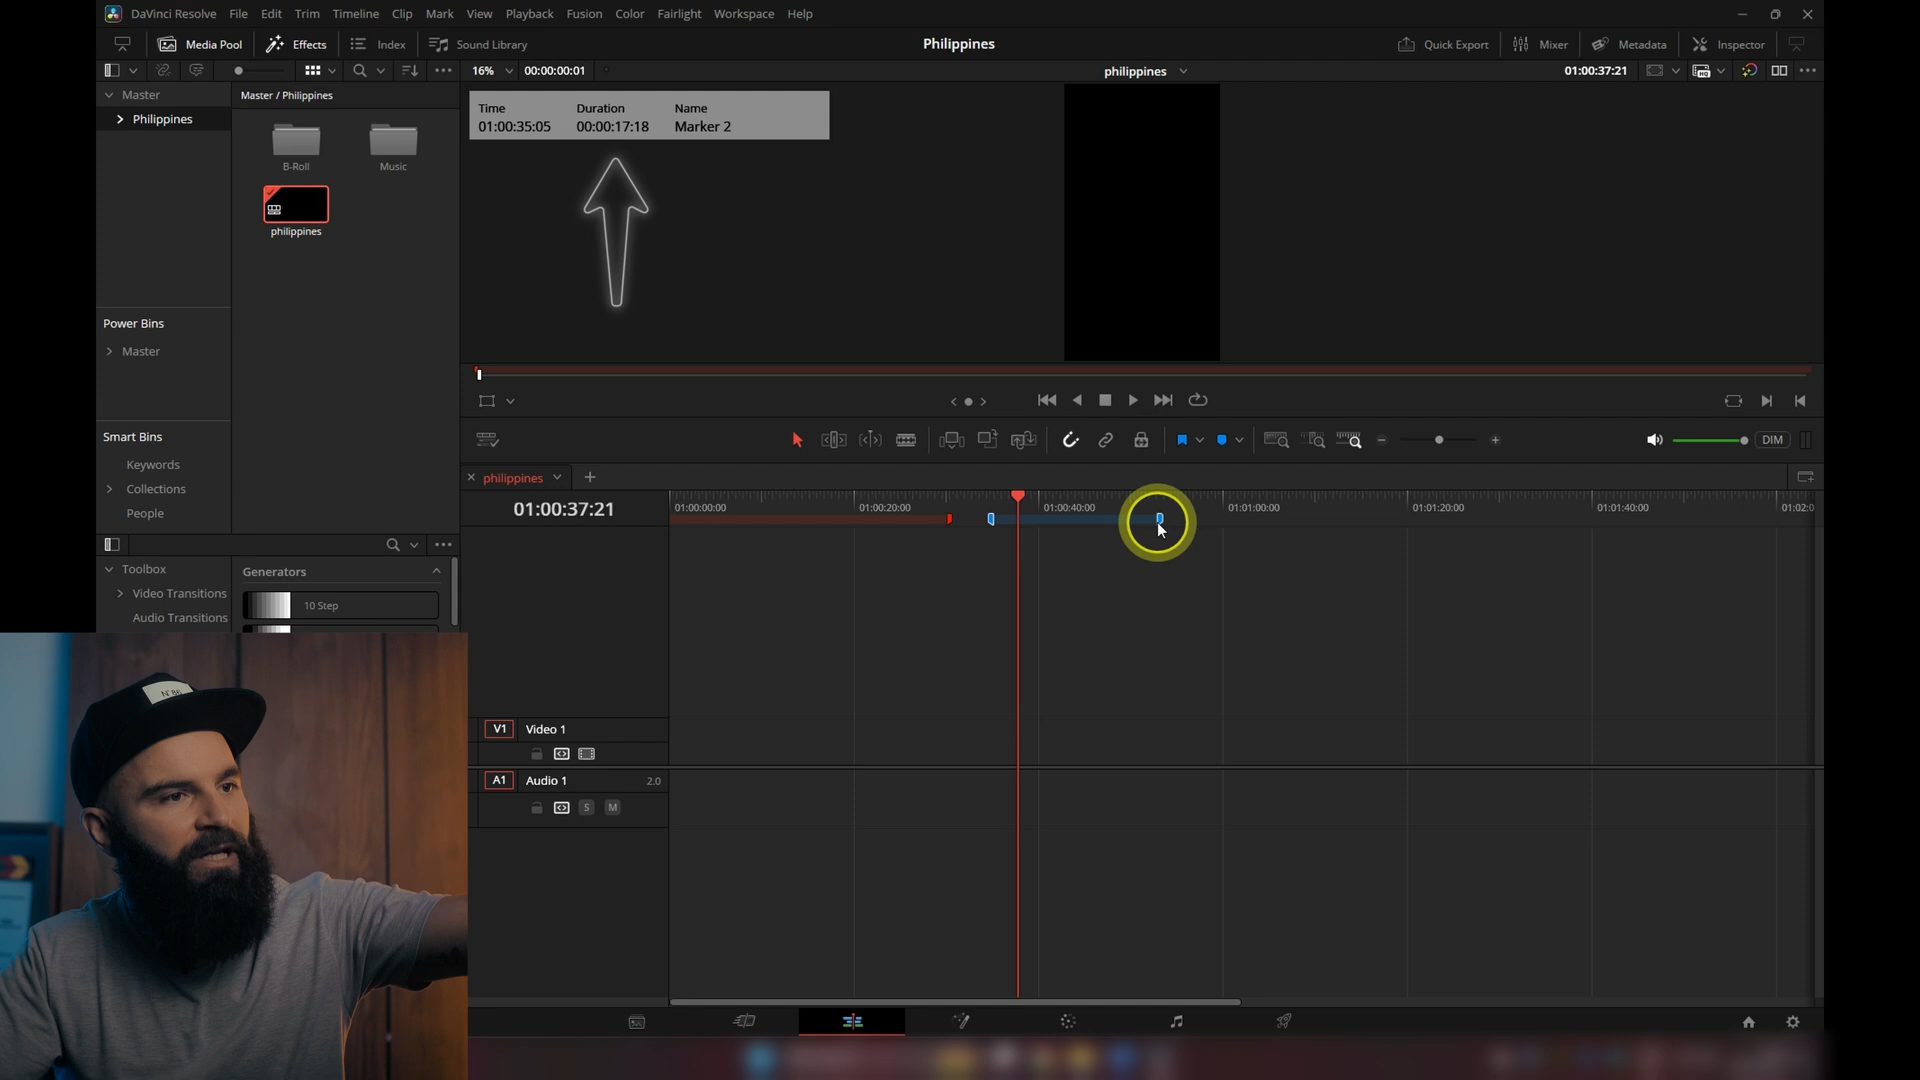 DaVinci Resolve File Edit Trim Timeline Clip Mark View Playback Fusion Color Fairlight Workspace Help
Media Pool Effects Index Sound Library Philippines Quick Export Mixer Metadata Inspector
16% 00:00:00:01 philippines 01:00:37:21
Master Master / Philippines
Philippines
B-Roll Music
philippines
Time Duration Name
01:00:35:05 00:00:17:18 Marker 2
Power Bins
Master
Smart Bins
Keywords
Collections
People
DIM
philippines
01:00:37:21
01:00:00:00 01:00:20:00 01:00:40:00 01:01:00:00 01:01:20:00 01:01:40:00 01:02:0
Toolbox Generators
Video Transitions 10 Step
Audio Transitions
V1 Video 1
A1 Audio 1 2.0
S M
N°86